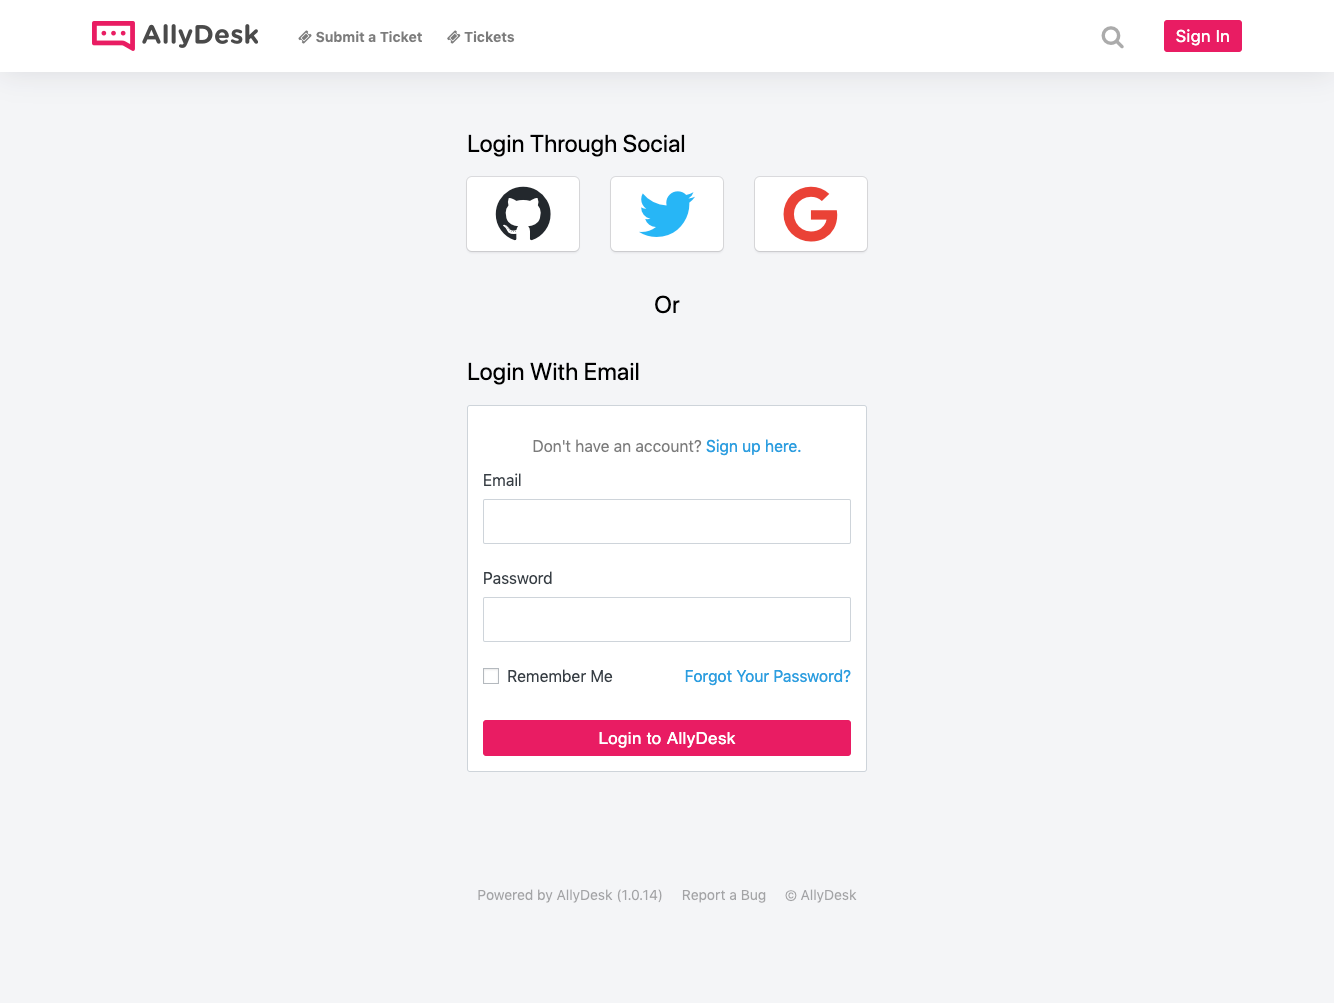 AllyDesk Submit a Ticket Tickets Sign In
Login Through Social
Or
Login With Email
Don't have an account? Sign up here.
Email
Password
Remember Me Forgot Your Password?
Login to AllyDesk
Powered by AllyDesk (1.0.14) Report a Bug © AllyDesk